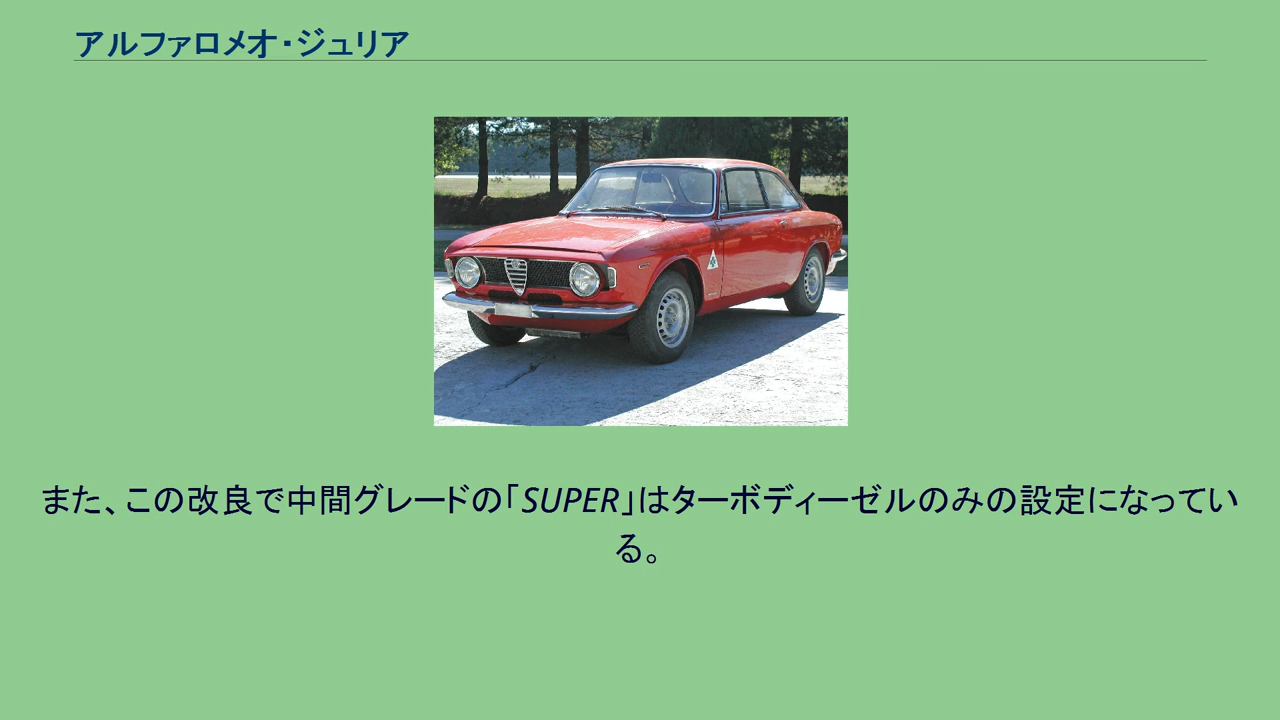 アルファロメオ・ジュリア
また、この改良で中間グレードの「SUPER」はターボディーゼルのみの設定になってい
る。